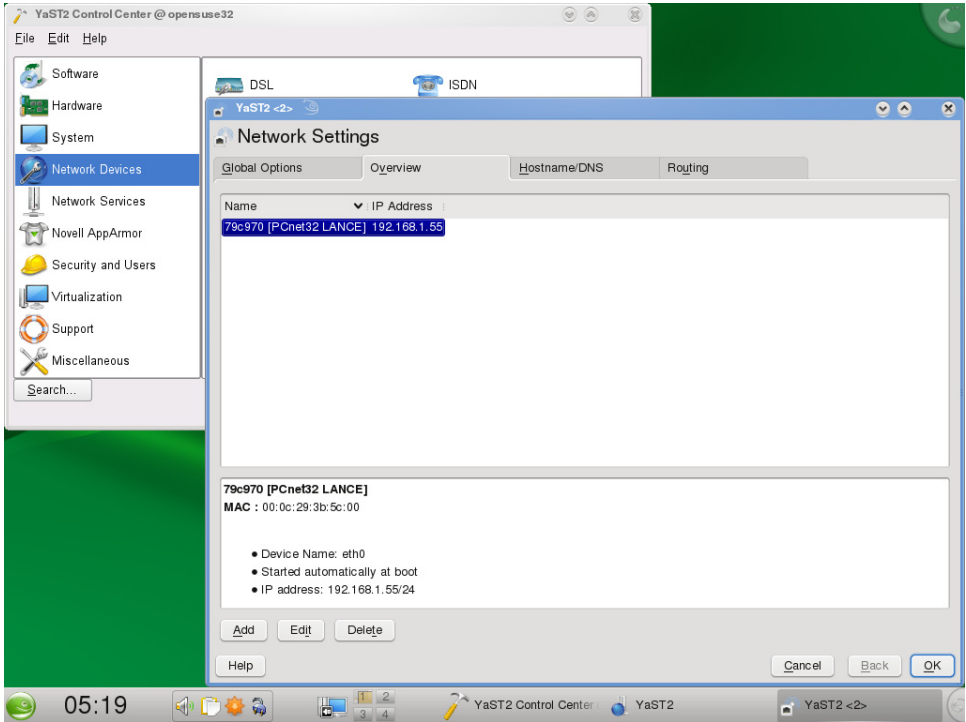 YaST2 Control Center @ opensuse32
File Edit Help
Software
Hardware
System
Network Devices
Network Services
Novell AppArmor
Security and Users
Virtualization
Support
Miscellaneous
Search...
DSL
ISDN
YaST2 <2>
Network Settings
Global Options Overview Hostname/DNS Routing
Name IP Address
79c970 [PCnet32 LANCE] 192.168.1.55
79c970 [PCnet32 LANCE]
MAC : 00:0c:29:3b:5c:00
● Device Name: eth0
● Started automatically at boot
● IP address: 192.168.1.55/24
Add Edit Delete
Help Cancel Back OK
05:19 1 2 YaST2 Control Center YaST2 YaST2 <2>
3 4